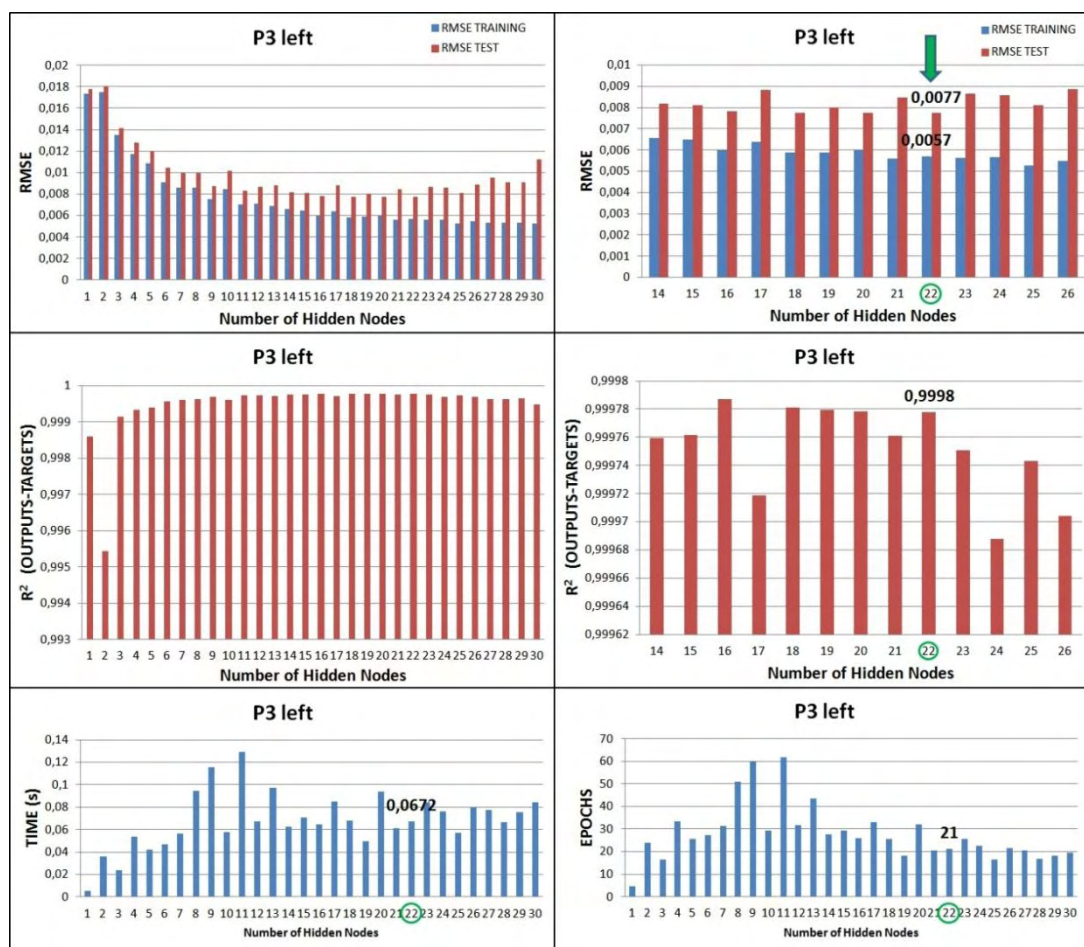 P3 left
RMSE TRAINING
RMSE TEST
0,02
0,018
0,016
0,014
0,012
0,01
0,008
0,006
0,004
0,002
0
RMSE
1 2 3 4 5 6 7 8 9 10 11 12 13 14 15 16 17 18 19 20 21 22 23 24 25 26 27 28 29 30
Number of Hidden Nodes
P3 left
RMSE TRAINING
RMSE TEST
0,01
0,009
0,008
0,007
0,006
0,005
0,004
0,003
0,002
0,001
0
RMSE
0,0077
0,0057
14 15 16 17 18 19 20 21 22 23 24 25 26
Number of Hidden Nodes
P3 left
1
0,999
0,998
0,997
0,996
0,995
0,994
0,993
R² (OUTPUTS-TARGETS)
1 2 3 4 5 6 7 8 9 10 11 12 13 14 15 16 17 18 19 20 21 22 23 24 25 26 27 28 29 30
Number of Hidden Nodes
P3 left
0,9998
0,99978
0,99976
0,99974
0,99972
0,9997
0,99968
0,99966
0,99964
0,99962
R² (OUTPUTS-TARGETS)
0,9998
14 15 16 17 18 19 20 21 22 23 24 25 26
Number of Hidden Nodes
P3 left
0,14
0,12
0,1
0,08
0,06
0,04
0,02
0
TIME (s)
0,0672
1 2 3 4 5 6 7 8 9 10 11 12 13 14 15 16 17 18 19 20 21 22 23 24 25 26 27 28 29 30
Number of Hidden Nodes
P3 left
70
60
50
40
30
20
10
0
EPOCHS
21
1 2 3 4 5 6 7 8 9 10 11 12 13 14 15 16 17 18 19 20 21 22 23 24 25 26 27 28 29 30
Number of Hidden Nodes